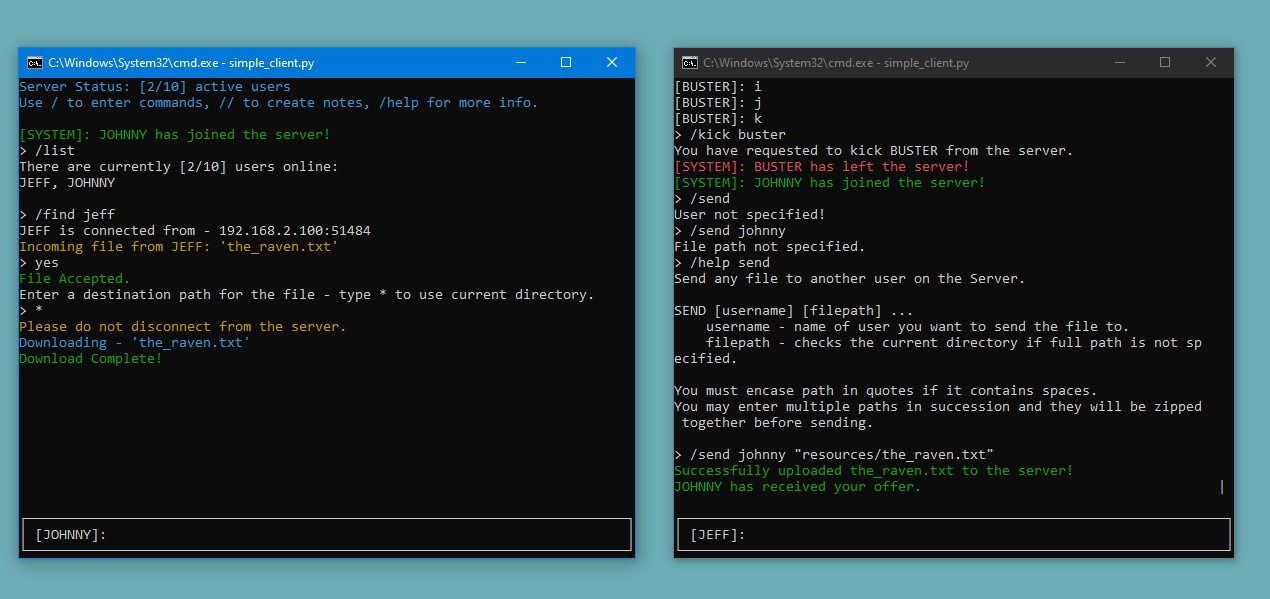 C:\Windows\System32\cmd.exe - simple_client.py
Server Status: [2/10] active users
Use / to enter commands, // to create notes, /help for more info.
[SYSTEM]: JOHNNY has joined the server!
> /list
There are currently [2/10] users online:
JEFF, JOHNNY
> /find jeff
JEFF is connected from - 192.168.2.100:51484
Incoming file from JEFF: 'the_raven.txt'
> yes
File Accepted.
Enter a destination path for the file - type * to use current directory.
> *
Please do not disconnect from the server.
Downloading - 'the_raven.txt'
Download Complete!
[JOHNNY]:
C:\Windows\System32\cmd.exe - simple_client.py
[BUSTER]: i
[BUSTER]: j
[BUSTER]: k
> /kick buster
You have requested to kick BUSTER from the server.
[SYSTEM]: BUSTER has left the server!
[SYSTEM]: JOHNNY has joined the server!
> /send
User not specified!
> /send johnny
File path not specified.
> /help send
Send any file to another user on the Server.
SEND [username] [filepath] ...
username - name of user you want to send the file to.
filepath - checks the current directory if full path is not sp
ecified.
You must encase path in quotes if it contains spaces.
You may enter multiple paths in succession and they will be zipped
together before sending.
> /send johnny "resources/the_raven.txt"
Successfully uploaded the_raven.txt to the server!
JOHNNY has received your offer. |
[JEFF]: